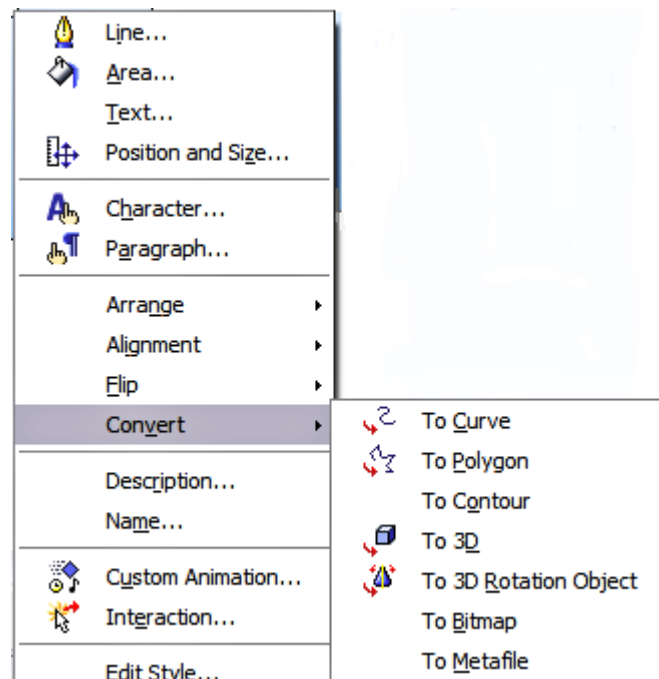 Line...
Area...
Text...
Position and Size...
Character...
Paragraph...
Arrange
Alignment
Flip
Convert
Description...
Name...
Custom Animation...
Interaction...
Edit Style...
To Curve
To Polygon
To Contour
To 3D
To 3D Rotation Object
To Bitmap
To Metafile